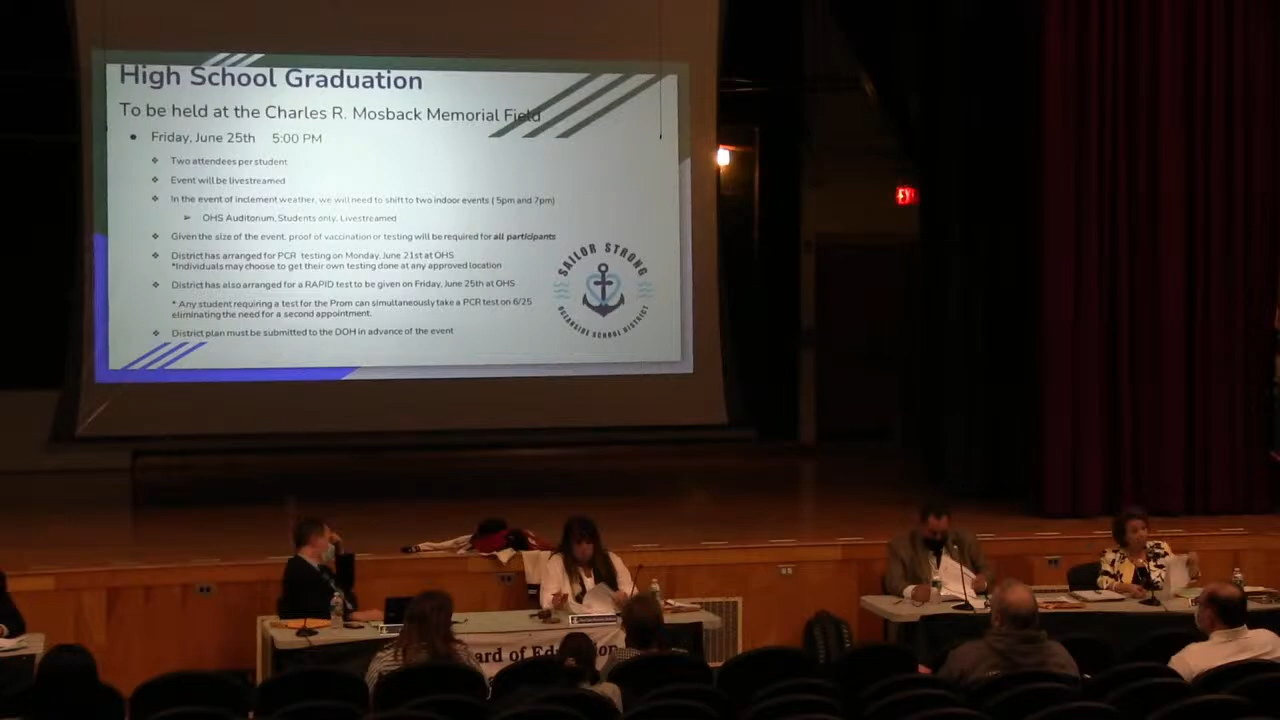 High School Graduation
To be held at the Charles R. Mosback Memorial Field
Friday, June 25th 5:00 PM
Two attendees per student
Event will be livestreamed
In the event of inclement weather, we will need to shift to two indoor events ( 5pm and 7pm)
OHS Auditorium, Students only, Livestreamed
Given the size of the event, proof of vaccination or testing will be required for all participants
District has arranged for PCR testing on Monday, June 21st at OHS
*Individuals may choose to get their own testing done at any approved location
District has also arranged for a RAPID test to be given on Friday, June 25th at OHS
* Any student requiring a test for the Prom can simultaneously take a PCR test on 6/25
eliminating the need for a second appointment.
District plan must be submitted to the DOH in advance of the event
SAILOR STRONG
OCEANSIDE SCHOOL DISTRICT
EXIT
ard of Education